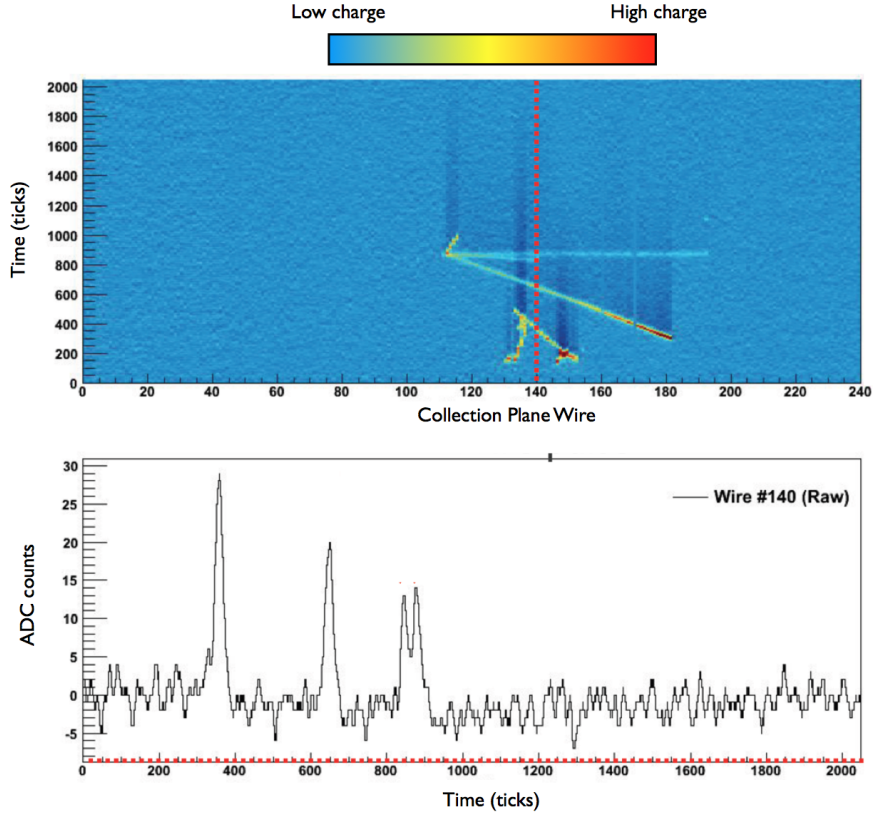 Low charge High charge
2000
1800
1600
1400
1200
1000
800
600
400
200
0
Time (ticks)
0 20 40 60 80 100 120 140 160 180 200 220 240
Collection Plane Wire
30
25
20
15
10
5
0
-5
ADC counts
Wire #140 (Raw)
0 200 400 600 800 1000 1200 1400 1600 1800 2000
Time (ticks)